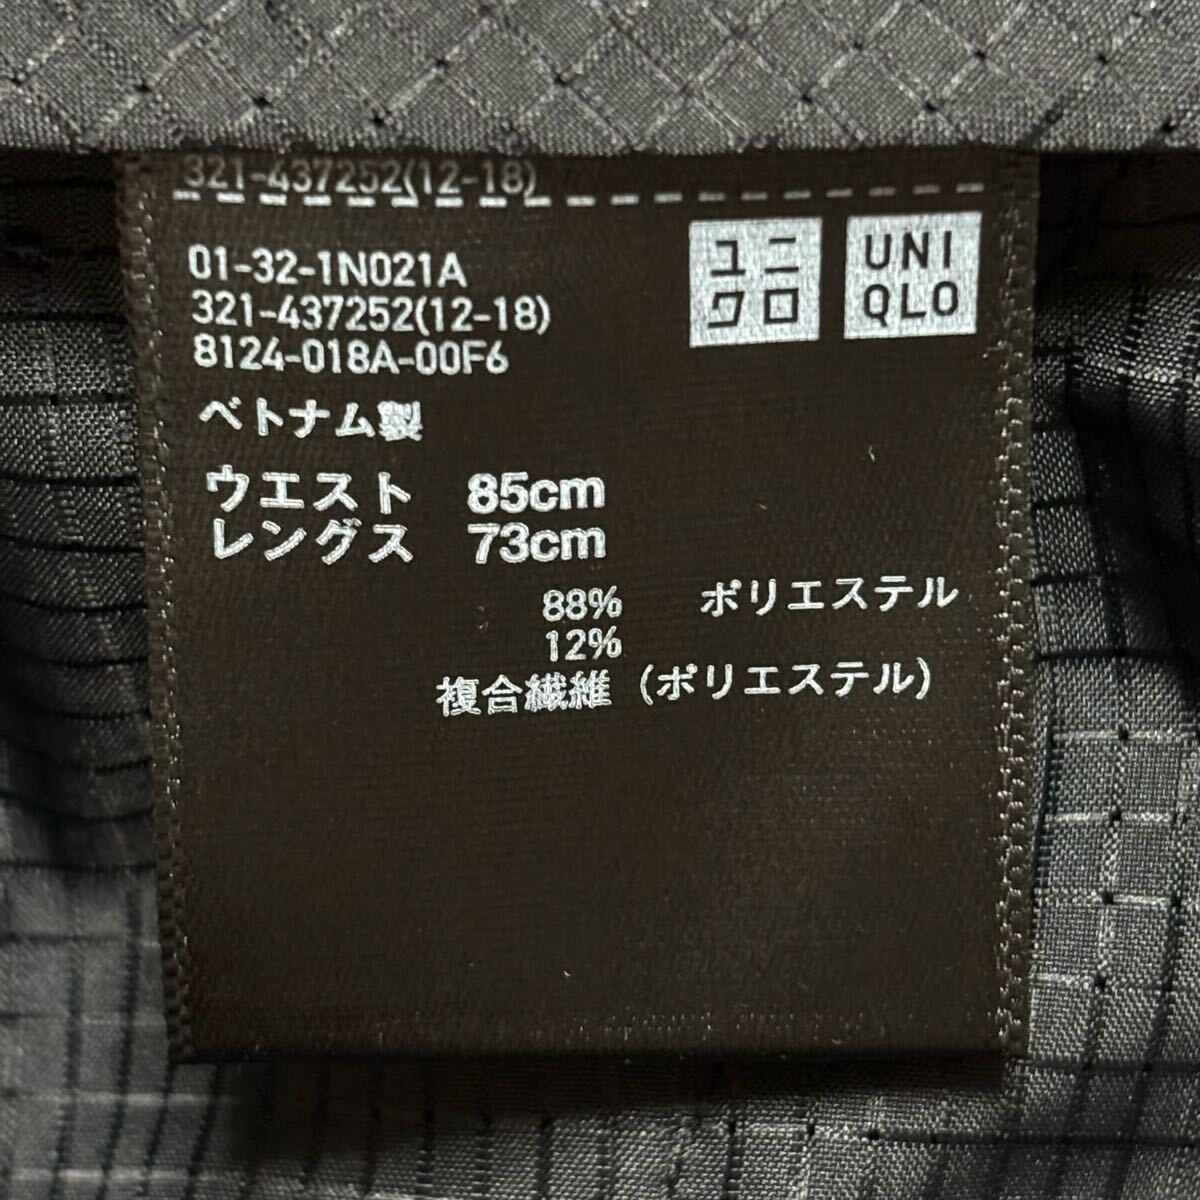 321-437252(12-18)
01-32-1N021A
321-437252(12-18)
8124-018A-00F6
ユニ
クロ
UNI
QLO
ベトナム製
ウエスト 85cm
レングス 73cm
88% ポリエステル
12%
複合繊維 (ポリエステル)